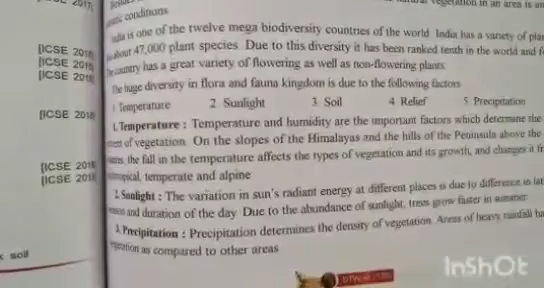 2017]
vegetation in an area is an
conditions.
is one of the twelve mega biodiversity countries of the world. India has a variety of plan
about 47,000 plant species. Due to this diversity it has been ranked tenth in the world and f
country has a great variety of flowering as well as non-flowering plants.
The huge diversity in flora and fauna kingdom is due to the following factors
1. Temperature 2. Sunlight 3. Soil 4. Relief 5. Precipitation
1. Temperature : Temperature and humidity are the important factors which determine the
of vegetation. On the slopes of the Himalayas and the hills of the Peninsula above the
the fall in the temperature affects the types of vegetation and its growth, and changes it fr
temperate and alpine
2. Sunlight : The variation in sun's radiant energy at different places is due to difference in lat
and duration of the day. Due to the abundance of sunlight, trees grow faster in summer.
3. Precipitation : Precipitation determines the density of vegetation. Areas of heavy rainfall ha
as compared to other areas
[ICSE 2016]
[ICSE 2015]
[ICSE 2018]
[ICSE 2018]
[ICSE 2018]
[ICSE 2018]
soil
InShOt